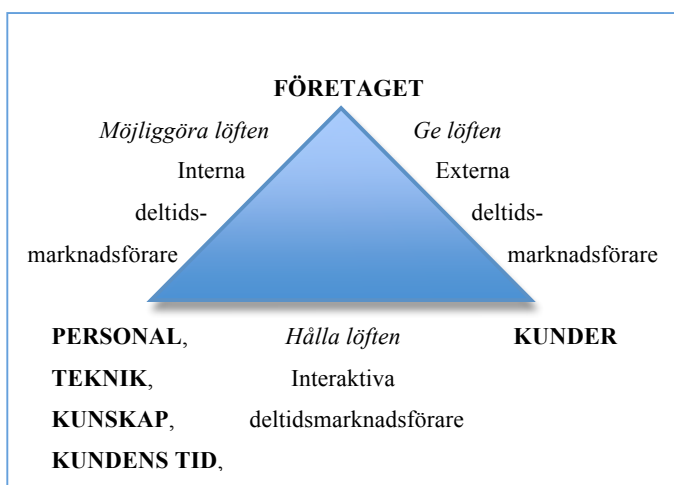 FÖRETAGET
Möjliggöra löften Ge löften
Interna Externa
deltids- deltids-
marknadsförare marknadsförare
PERSONAL, Hålla löften KUNDER
TEKNIK, Interaktiva
KUNSKAP, deltidsmarknadsförare
KUNDENS TID,